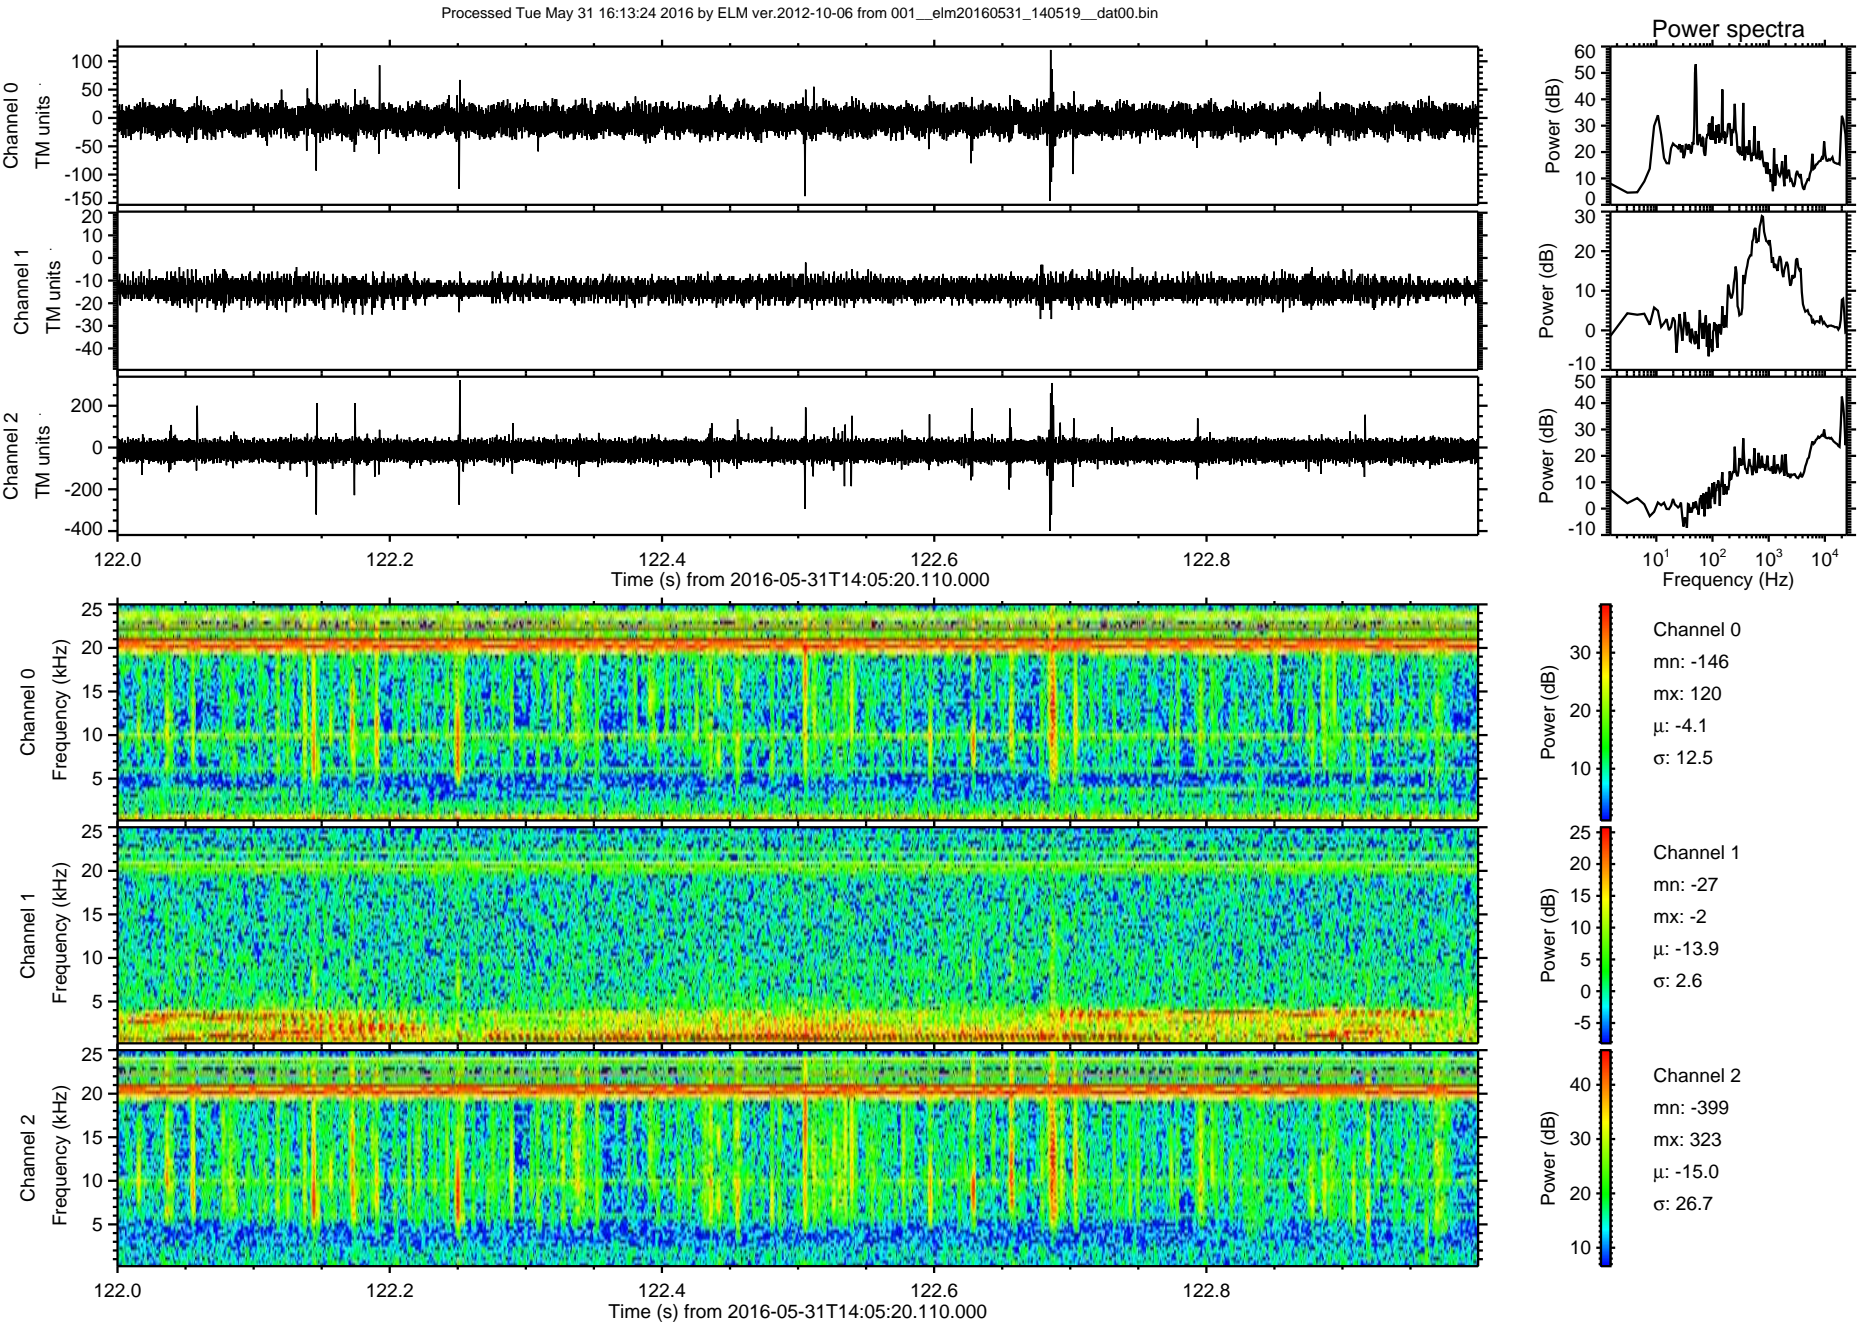 Processed Tue May 31 16:13:24 2016 by ELM ver.2012-10-06 from 001__elm20160531_140519__dat00.bin
Power spectra
Channel 0
TM units
100
50
0
-50
-100
-150
Power (dB)
60
50
40
30
20
10
0
Channel 1
TM units
20
10
0
-10
-20
-30
-40
Power (dB)
30
20
10
0
-10
Channel 2
TM units
200
0
-200
-400
Power (dB)
50
40
30
20
10
0
-10
122.0 122.2 122.4 122.6 122.8
Time (s) from 2016-05-31T14:05:20.110.000
10^1 10^2 10^3 10^4
Frequency (Hz)
Channel 0
Frequency (kHz)
25
20
15
10
5
Power (dB)
30
20
10
Channel 0
mn: -146
mx: 120
μ: -4.1
σ: 12.5
Channel 1
Frequency (kHz)
25
20
15
10
5
Power (dB)
25
20
15
10
5
0
-5
Channel 1
mn: -27
mx: -2
μ: -13.9
σ: 2.6
Channel 2
Frequency (kHz)
25
20
15
10
5
Power (dB)
40
30
20
10
Channel 2
mn: -399
mx: 323
μ: -15.0
σ: 26.7
122.0 122.2 122.4 122.6 122.8
Time (s) from 2016-05-31T14:05:20.110.000